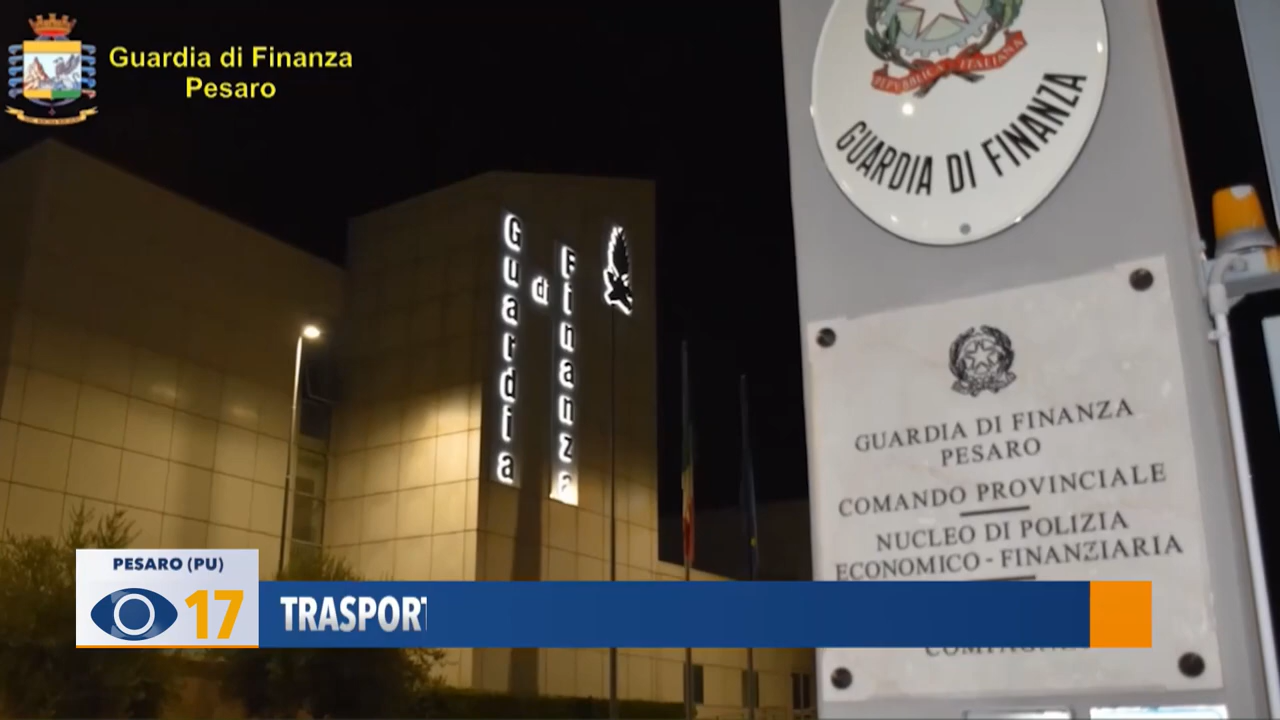 Guardia di Finanza
Pesaro
Guardia
di
Finanza
REPUBBLICA ITALIANA
GUARDIA DI FINANZA
GUARDIA DI FINANZA
PESARO
COMANDO PROVINCIALE
NUCLEO DI POLIZIA
ECONOMICO - FINANZIARIA
PESARO (PU)
17
TRASPORT